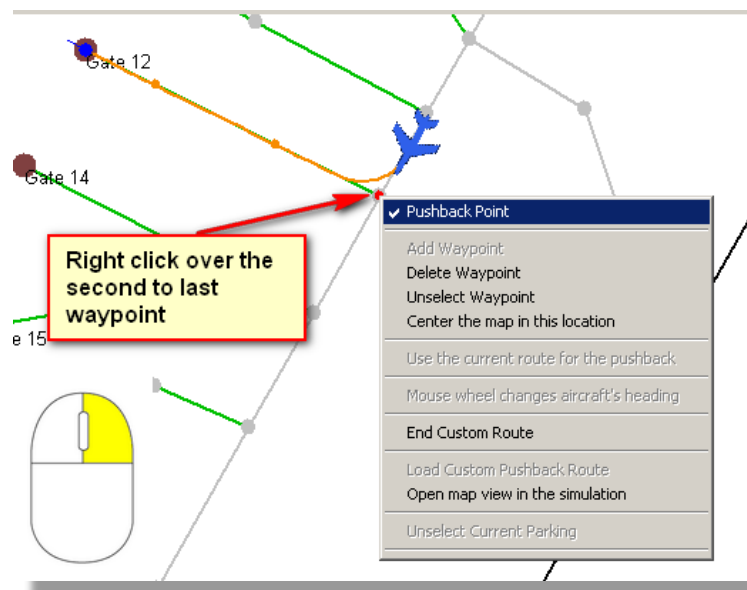 Gate 12
Gate 14
Right click over the
second to last
waypoint
e 15
Pushback Point
Add Waypoint
Delete Waypoint
Unselect Waypoint
Center the map in this location
Use the current route for the pushback
Mouse wheel changes aircraft's heading
End Custom Route
Load Custom Pushback Route
Open map view in the simulation
Unselect Current Parking